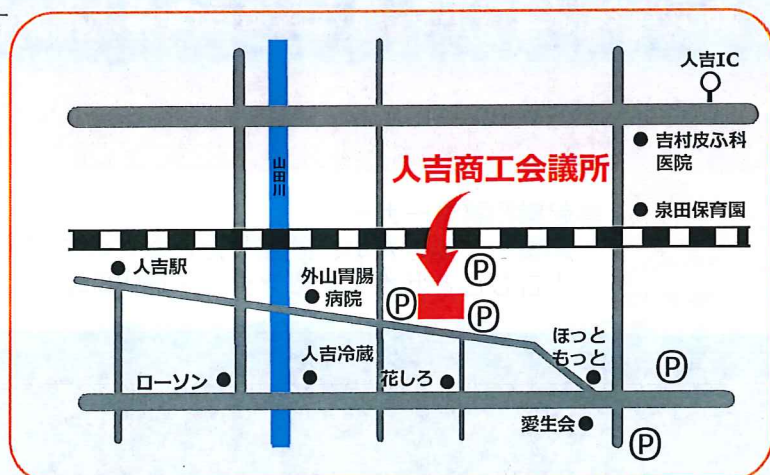 人吉IC
吉村皮ふ科
医院
山田川
人吉商工会議所
泉田保育園
人吉駅
外山胃腸
病院
P
P
P
ほっと
もっと
人吉冷蔵
ローソン
花しろ
P
愛生会
P